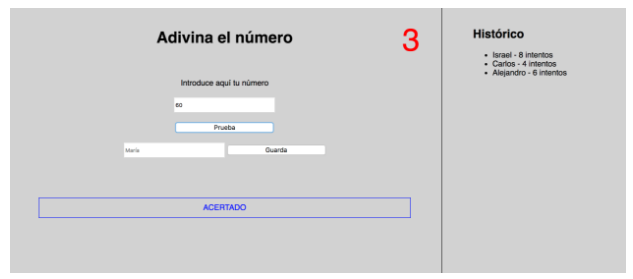 Adivina el número
3
Introduce aquí tu número
60
Prueba
María
Guarda
ACERTADO
Histórico
Israel - 8 intentos
Carlos - 4 intentos
Alejandro - 6 intentos